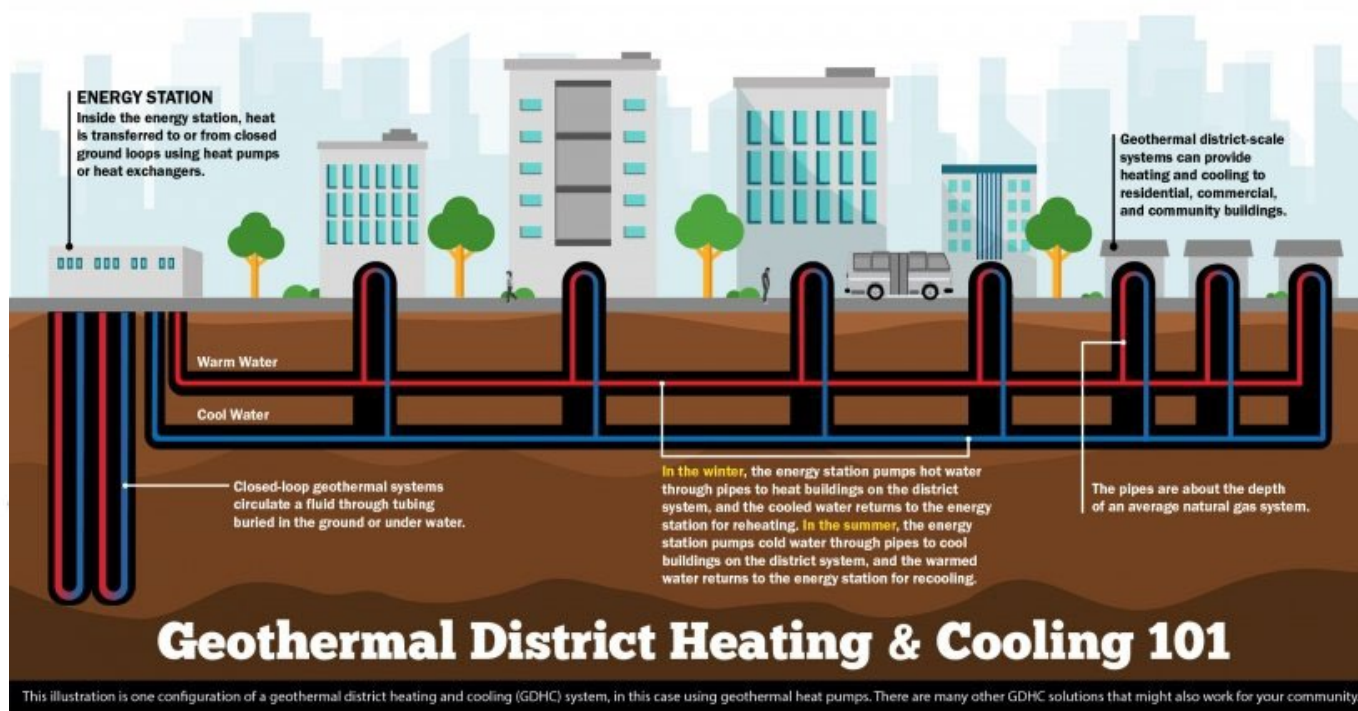 ENERGY STATION
Inside the energy station, heat
is transferred to or from closed
ground loops using heat pumps
or heat exchangers.
Geothermal district-scale
systems can provide
heating and cooling to
residential, commercial,
and community buildings.
Warm Water
Cool Water
Closed-loop geothermal systems
circulate a fluid through tubing
buried in the ground or under water.
In the winter, the energy station pumps hot water
through pipes to heat buildings on the district
system, and the cooled water returns to the energy
station for reheating. In the summer, the energy
station pumps cold water through pipes to cool
buildings on the district system, and the warmed
water returns to the energy station for recooling.
The pipes are about the depth
of an average natural gas system.
Geothermal District Heating & Cooling 101
This illustration is one configuration of a geothermal district heating and cooling (GDHC) system, in this case using geothermal heat pumps. There are many other GDHC solutions that might also work for your community